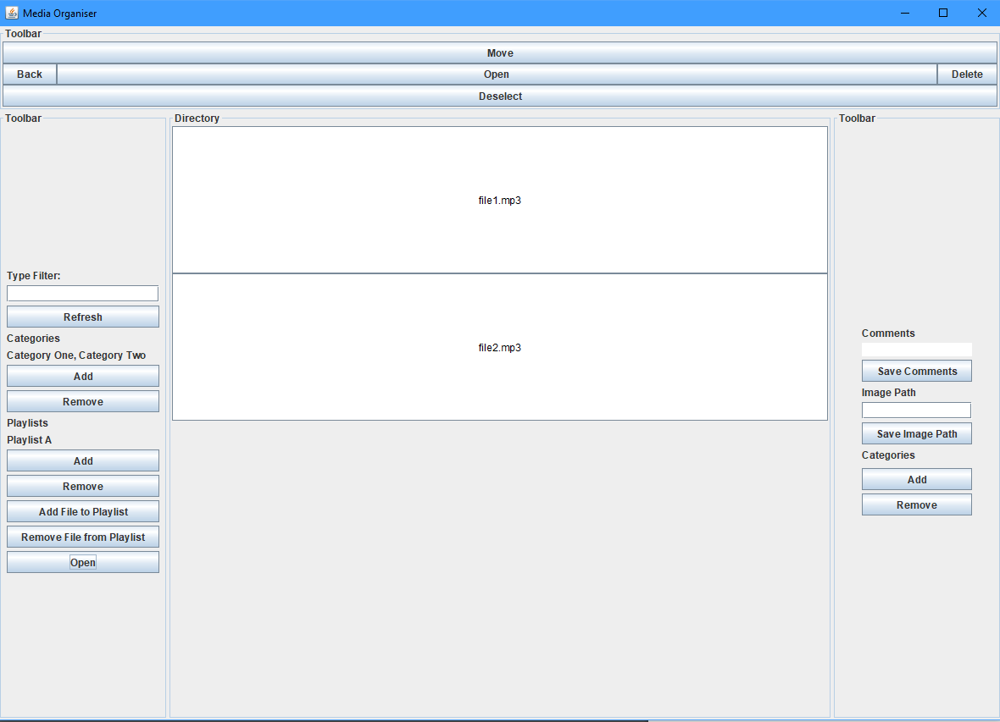 Media Organiser
Toolbar
Move
Back Open Delete
Deselect
Toolbar
Type Filter:
Refresh
Categories
Category One, Category Two
Add
Remove
Playlists
Playlist A
Add
Remove
Add File to Playlist
Remove File from Playlist
Open
Directory
file1.mp3
file2.mp3
Toolbar
Comments
Save Comments
Image Path
Save Image Path
Categories
Add
Remove